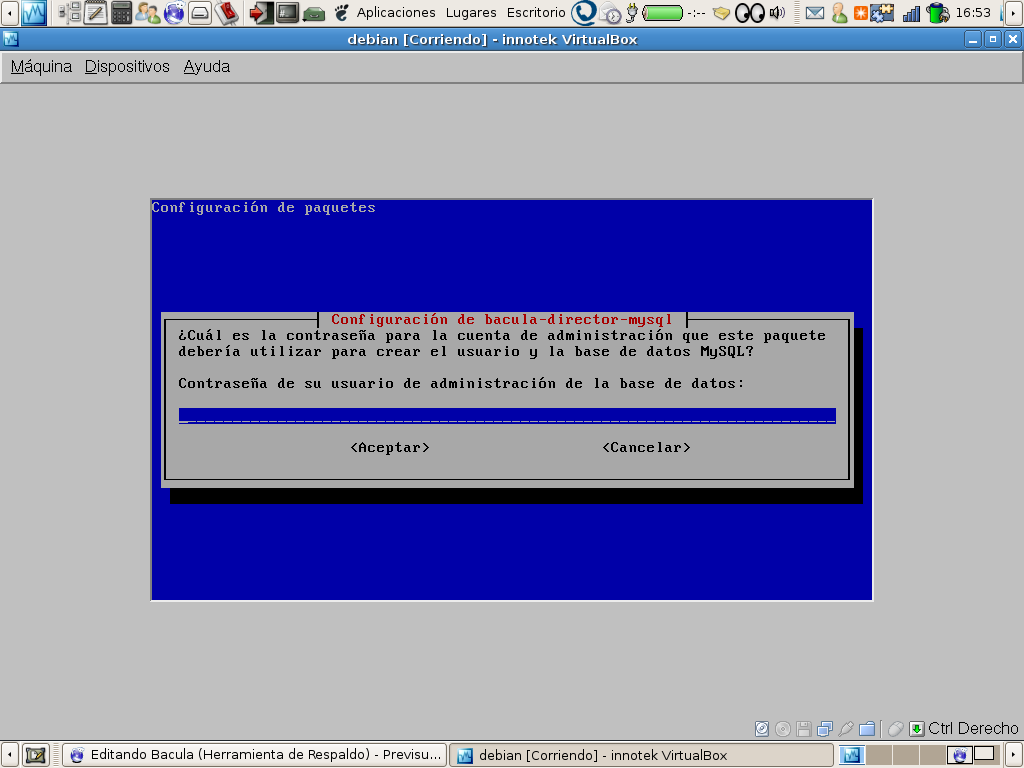 Aplicaciones Lugares Escritorio
-:--
16:53
debian [Corriendo] - innotek VirtualBox
Máquina Dispositivos Ayuda
Configuración de paquetes
Configuración de bacula-director-mysql
¿Cuál es la contraseña para la cuenta de administración que este paquete
debería utilizar para crear el usuario y la base de datos MySQL?
Contraseña de su usuario de administración de la base de datos:
<Aceptar> <Cancelar>
Ctrl Derecho
Editando Bacula (Herramienta de Respaldo) - Previsu...
debian [Corriendo] - innotek VirtualBox